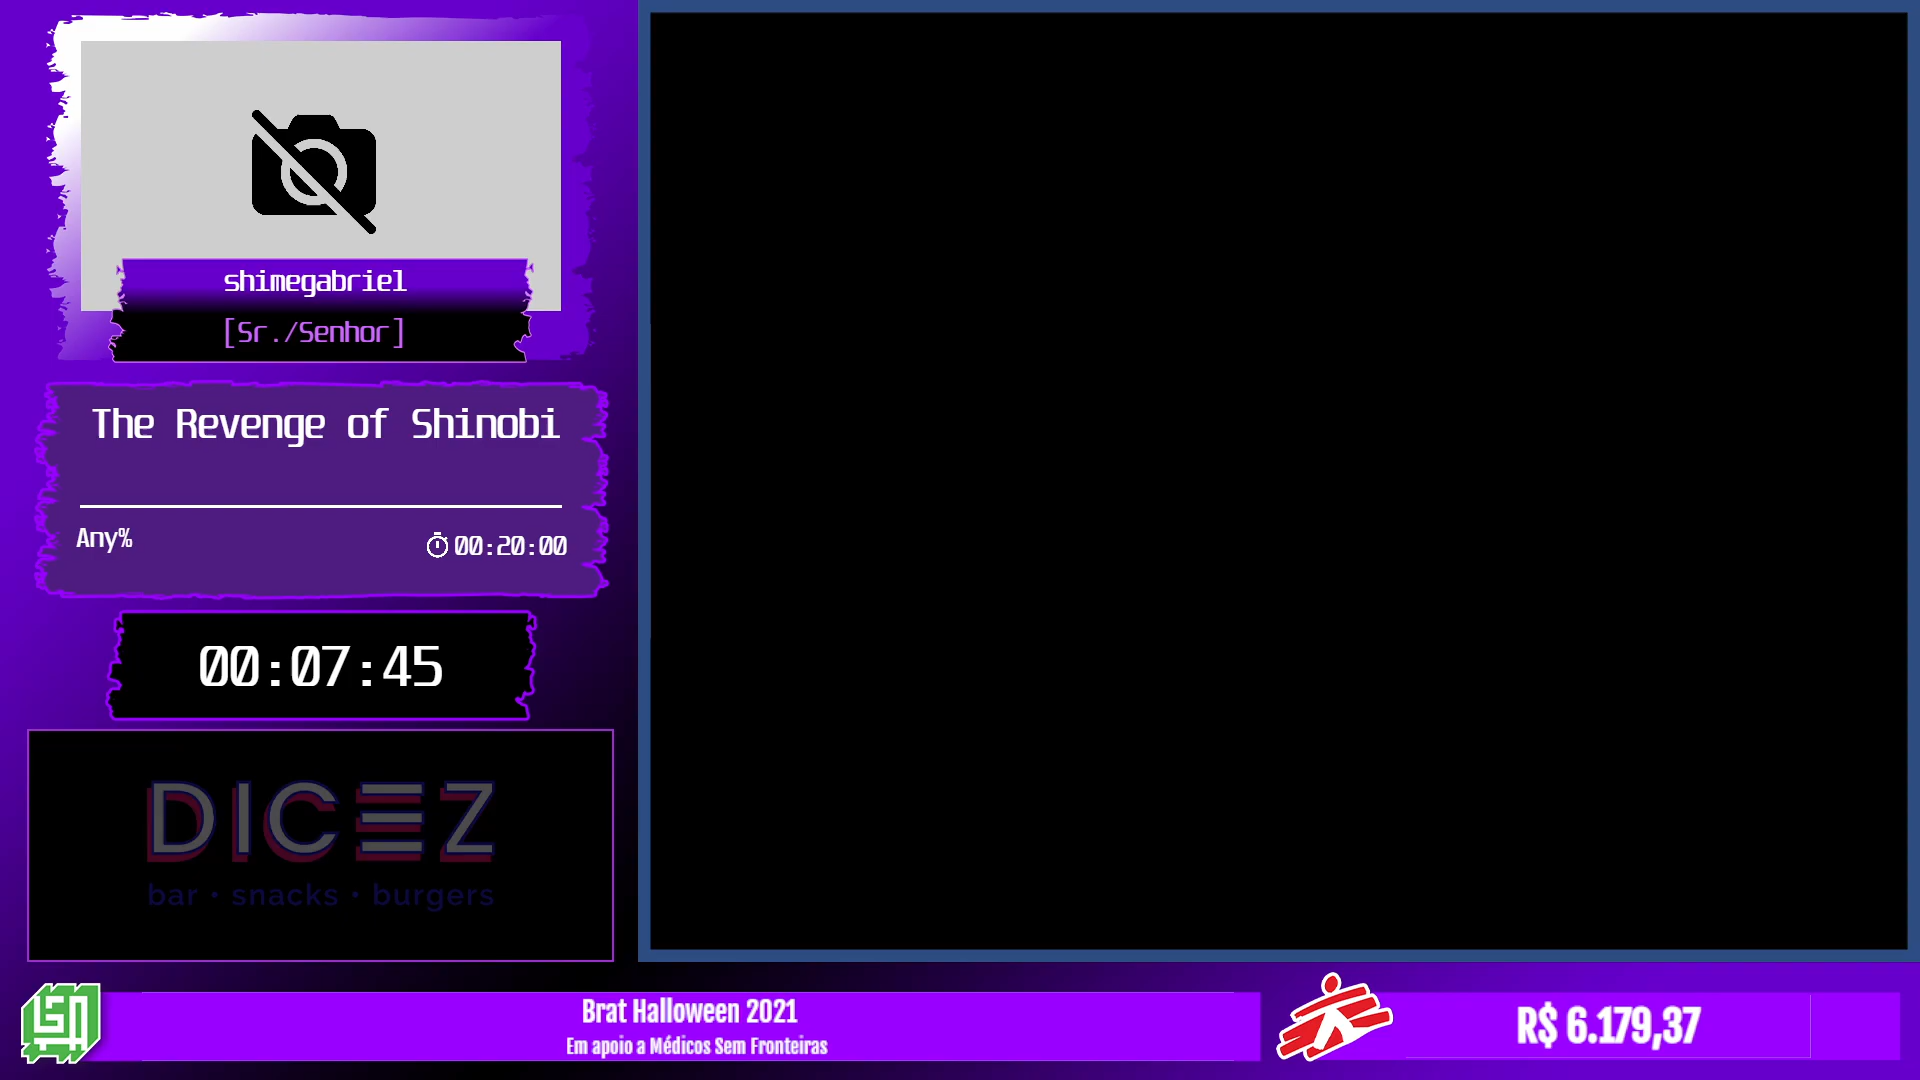 shimegabriel
[Sr./Senhor]
The Revenge of Shinobi
Any%
00:20:00
00:07:45
DICEZ
bar · snacks · burgers
Brat Halloween 2021
Em apoio a Médicos Sem Fronteiras
R$ 6.179,37